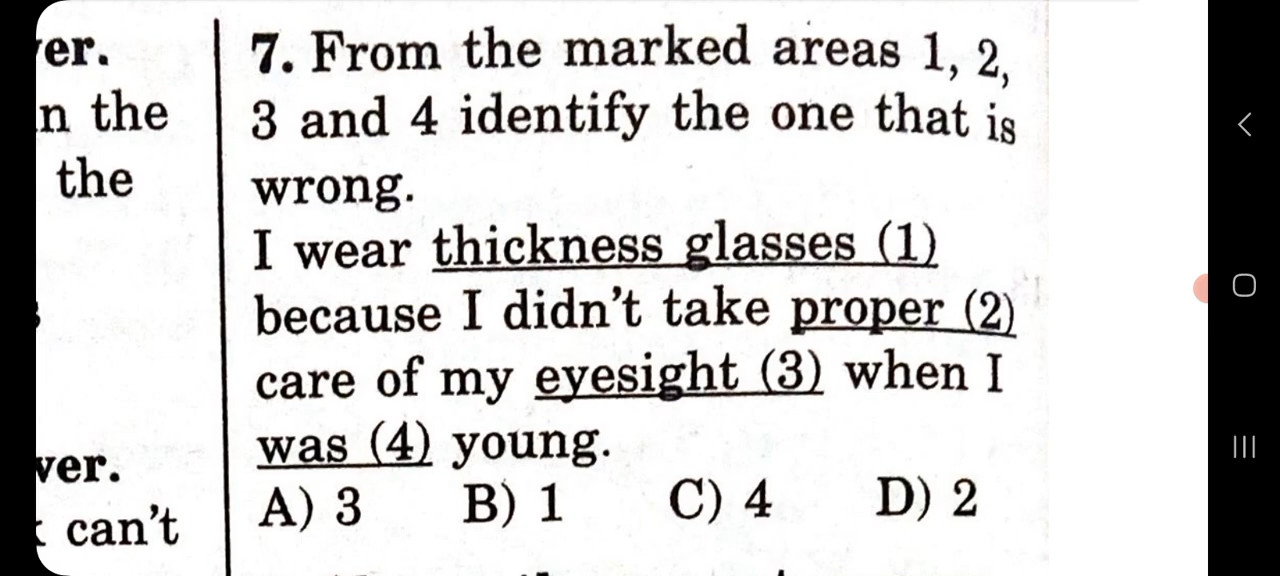 er.
n the
the
ver.
can't
7. From the marked areas 1, 2,
3 and 4 identify the one that is
wrong.
I wear thickness glasses (1)
because I didn't take proper (2)
care of my eyesight (3) when I
was (4) young.
A) 3 B) 1 C) 4 D) 2